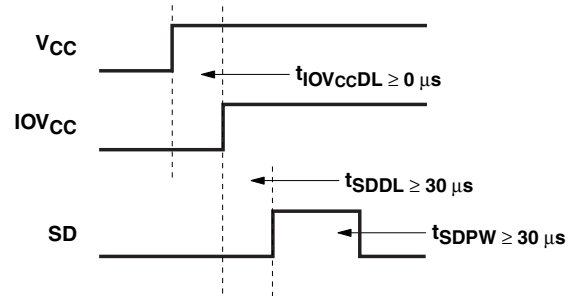 VCC
tIOVCCDL ≥ 0 μs
IOVCC
tSDDL ≥ 30 μs
SD
tSDPW ≥ 30 μs